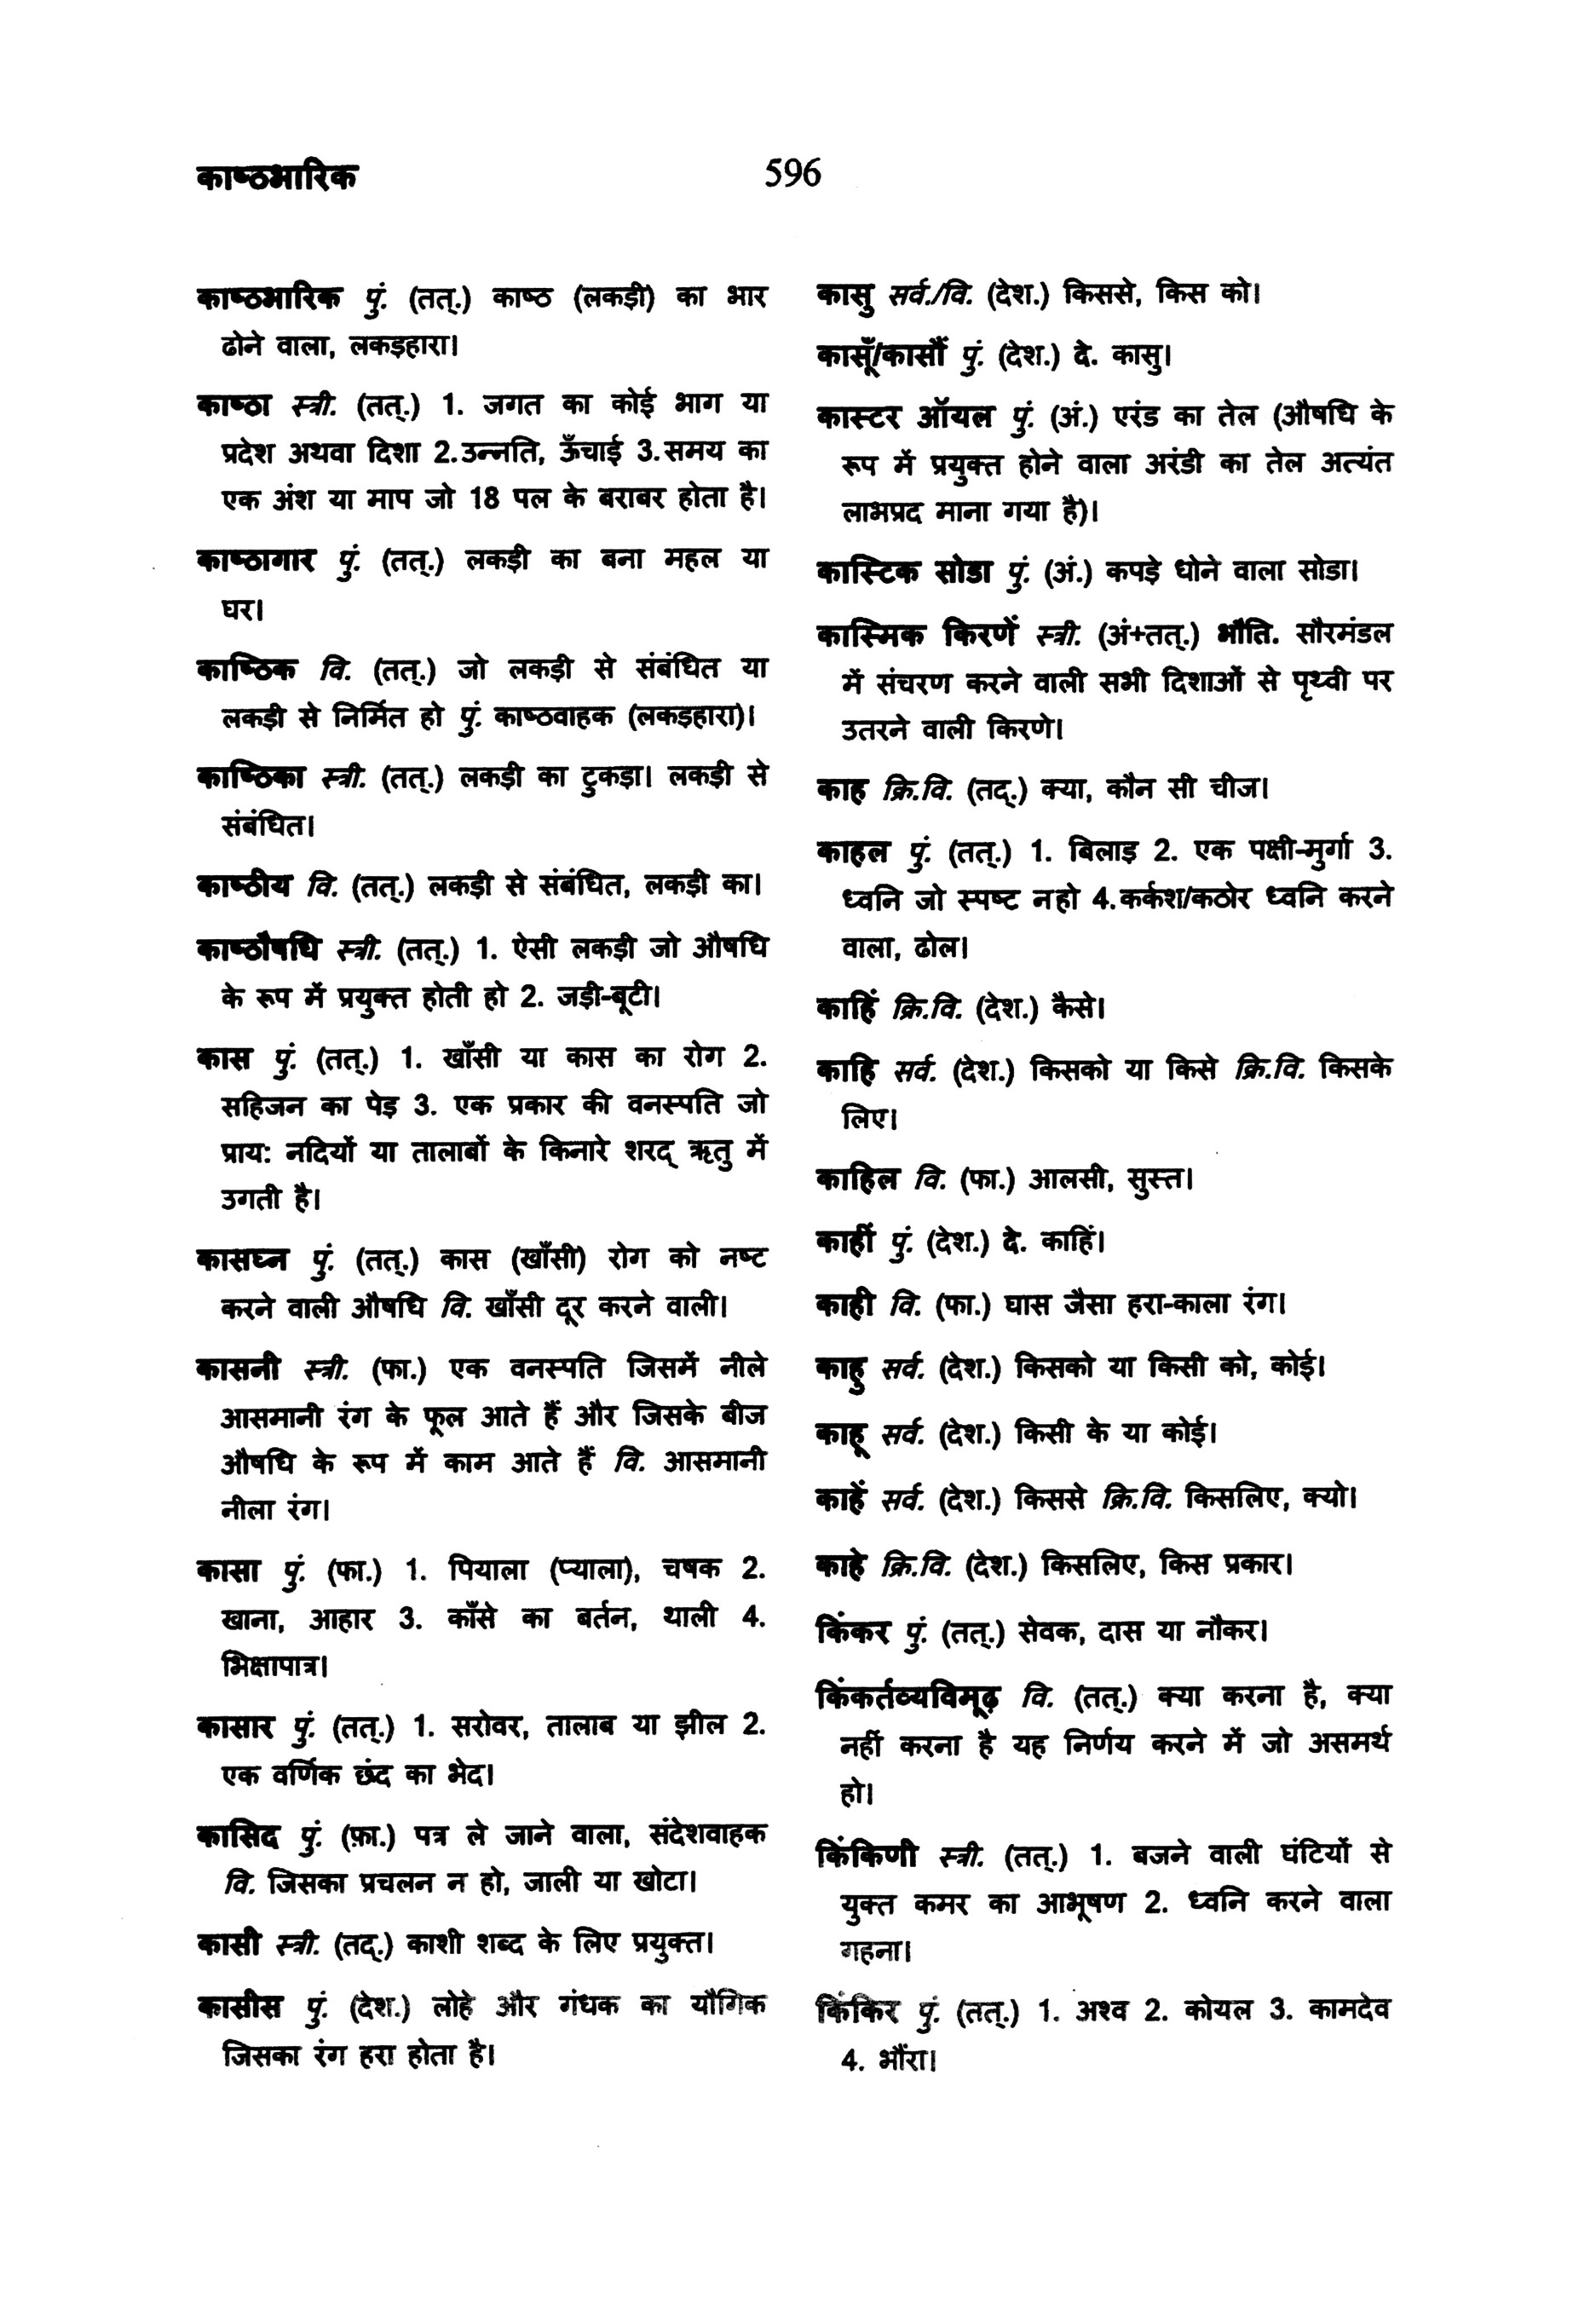 काष्ठभारिक
596
काष्ठभारिक पुं. (तत्.) काष्ठ (लकड़ी) का भार
ढोने वाला, लकड़हारा।
काष्ठा स्त्री. (तत्.) 1. जगत का कोई भाग या
प्रदेश अथवा दिशा 2.उन्नति, ऊँचाई 3.समय का
एक अंश या माप जो 18 पल के बराबर होता है।
काष्ठागार पुं. (तत्.) लकड़ी का बना महल या
घर।
काष्ठिक वि. (तत्.) जो लकड़ी से संबंधित या
लकड़ी से निर्मित हो पुं. काष्ठवाहक (लकड़हारा)।
काष्ठिका स्त्री. (तत्.) लकड़ी का टुकड़ा। लकड़ी से
संबंधित।
काष्ठीय वि. (तत्.) लकड़ी से संबंधित, लकड़ी का।
काष्ठौषधि स्त्री. (तत्.) 1. ऐसी लकड़ी जो औषधि
के रूप में प्रयुक्त होती हो 2. जड़ी-बूटी।
कास पुं. (तत्.) 1. खाँसी या कास का रोग 2.
सहिजन का पेड़ 3. एक प्रकार की वनस्पति जो
प्राय: नदियों या तालाबों के किनारे शरद् ऋतु में
उगती है।
कासघ्न पुं. (तत्.) कास (खाँसी) रोग को नष्ट
करने वाली औषधि वि. खाँसी दूर करने वाली।
कासनी स्त्री. (फा.) एक वनस्पति जिसमें नीले
आसमानी रंग के फूल आते हैं और जिसके बीज
औषधि के रूप में काम आते हैं वि. आसमानी
नीला रंग।
कासा पुं. (फा.) 1. पियाला (प्याला), चषक 2.
खाना, आहार 3. काँसे का बर्तन, थाली 4.
भिक्षापात्र।
कासार पुं. (तत्.) 1. सरोवर, तालाब या झील 2.
एक वर्णिक छंद का भेद।
कासिद पुं. (फ़ा.) पत्र ले जाने वाला, संदेशवाहक
वि. जिसका प्रचलन न हो, जाली या खोटा।
कासी स्त्री. (तद्.) काशी शब्द के लिए प्रयुक्त।
कासीस पुं. (देश.) लोहे और गंधक का यौगिक
जिसका रंग हरा होता है।
कासु सर्व./वि. (देश.) किससे, किस को।
कासूँ/कासौं पुं. (देश.) दे. कासु।
कास्टर ऑयल पुं. (अं.) एरंड का तेल (औषधि के
रूप में प्रयुक्त होने वाला अरंडी का तेल अत्यंत
लाभप्रद माना गया है)।
कास्टिक सोडा पुं. (अं.) कपड़े धोने वाला सोडा।
कास्मिक किरणें स्त्री. (अं+तत्.) भौति. सौरमंडल
में संचरण करने वाली सभी दिशाओं से पृथ्वी पर
उतरने वाली किरणे।
काह क्रि.वि. (तद्.) क्या, कौन सी चीज।
काहल पुं. (तत्.) 1. बिलाड़ 2. एक पक्षी-मुर्गा 3.
ध्वनि जो स्पष्ट नहो 4.कर्कश/कठोर ध्वनि करने
वाला, ढोल।
काहिं क्रि.वि. (देश.) कैसे।
काहि सर्व. (देश.) किसको या किसे क्रि.वि. किसके
लिए।
काहिल वि. (फा.) आलसी, सुस्त।
काहीं पुं. (देश.) दे. काहिं।
काही वि. (फा.) घास जैसा हरा-काला रंग।
काहु सर्व. (देश.) किसको या किसी को, कोई।
काहू सर्व. (देश.) किसी के या कोई।
काहें सर्व. (देश.) किससे क्रि.वि. किसलिए, क्यो।
काहे क्रि.वि. (देश.) किसलिए, किस प्रकार।
किंकर पुं. (तत्.) सेवक, दास या नौकर।
किंकर्तव्यविमूढ़ वि. (तत्.) क्या करना है, क्या
नहीं करना है यह निर्णय करने में जो असमर्थ
हो।
किंकिणी स्त्री. (तत्.) 1. बजने वाली घंटियों से
युक्त कमर का आभूषण 2. ध्वनि करने वाला
गहना।
किंकिर पुं. (तत्.) 1. अश्व 2. कोयल 3. कामदेव
4. भौंरा।